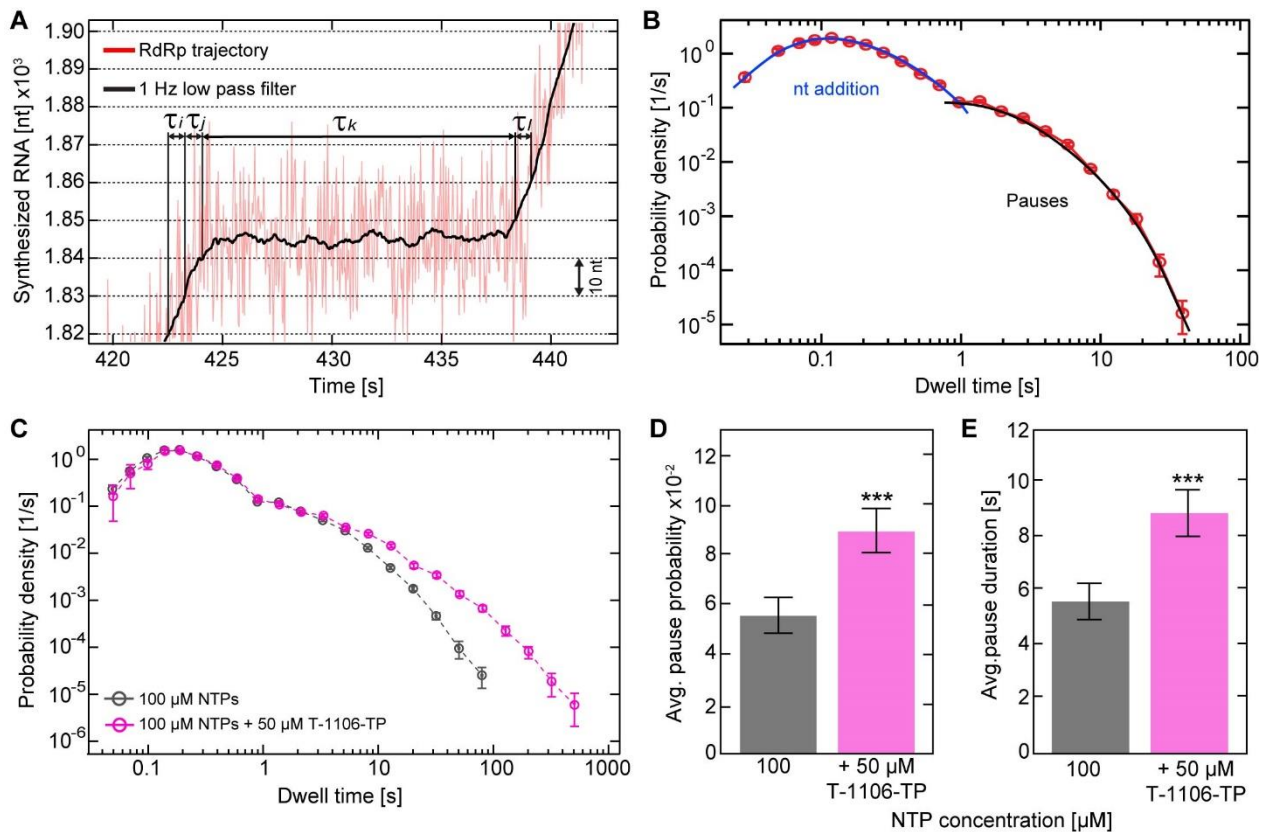 A
Synthesized RNA [nt] x10³
1.90
1.89
1.88
1.87
1.86
1.85
1.84
1.83
1.82
RdRp trajectory
1 Hz low pass filter
τi τj τk τl
10 nt
420 425 430 435 440
Time [s]
B
Probability density [1/s]
10⁰
10⁻¹
10⁻²
10⁻³
10⁻⁴
10⁻⁵
nt addition
Pauses
0.1 1 10 100
Dwell time [s]
C
Probability density [1/s]
10⁰
10⁻¹
10⁻²
10⁻³
10⁻⁴
10⁻⁵
10⁻⁶
100 µM NTPs
100 µM NTPs + 50 µM T-1106-TP
0.1 1 10 100 1000
Dwell time [s]
D
Avg. pause probability x10⁻²
12
10
8
6
4
2
0
***
100 + 50 µM
T-1106-TP
E
Avg.pause duration [s]
12
10
8
6
4
2
0
***
100 + 50 µM
T-1106-TP
NTP concentration [µM]